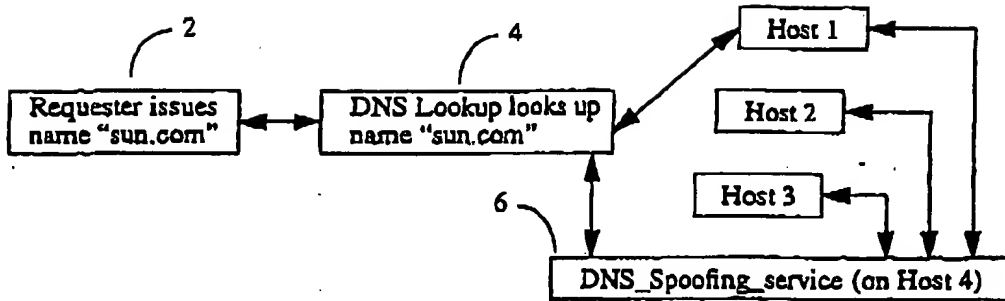 2
4
Host 1
Requester issues
name "sun.com"
DNS Lookup looks up
name "sun.com"
Host 2
Host 3
6
DNS_Spoofing_service (on Host 4)